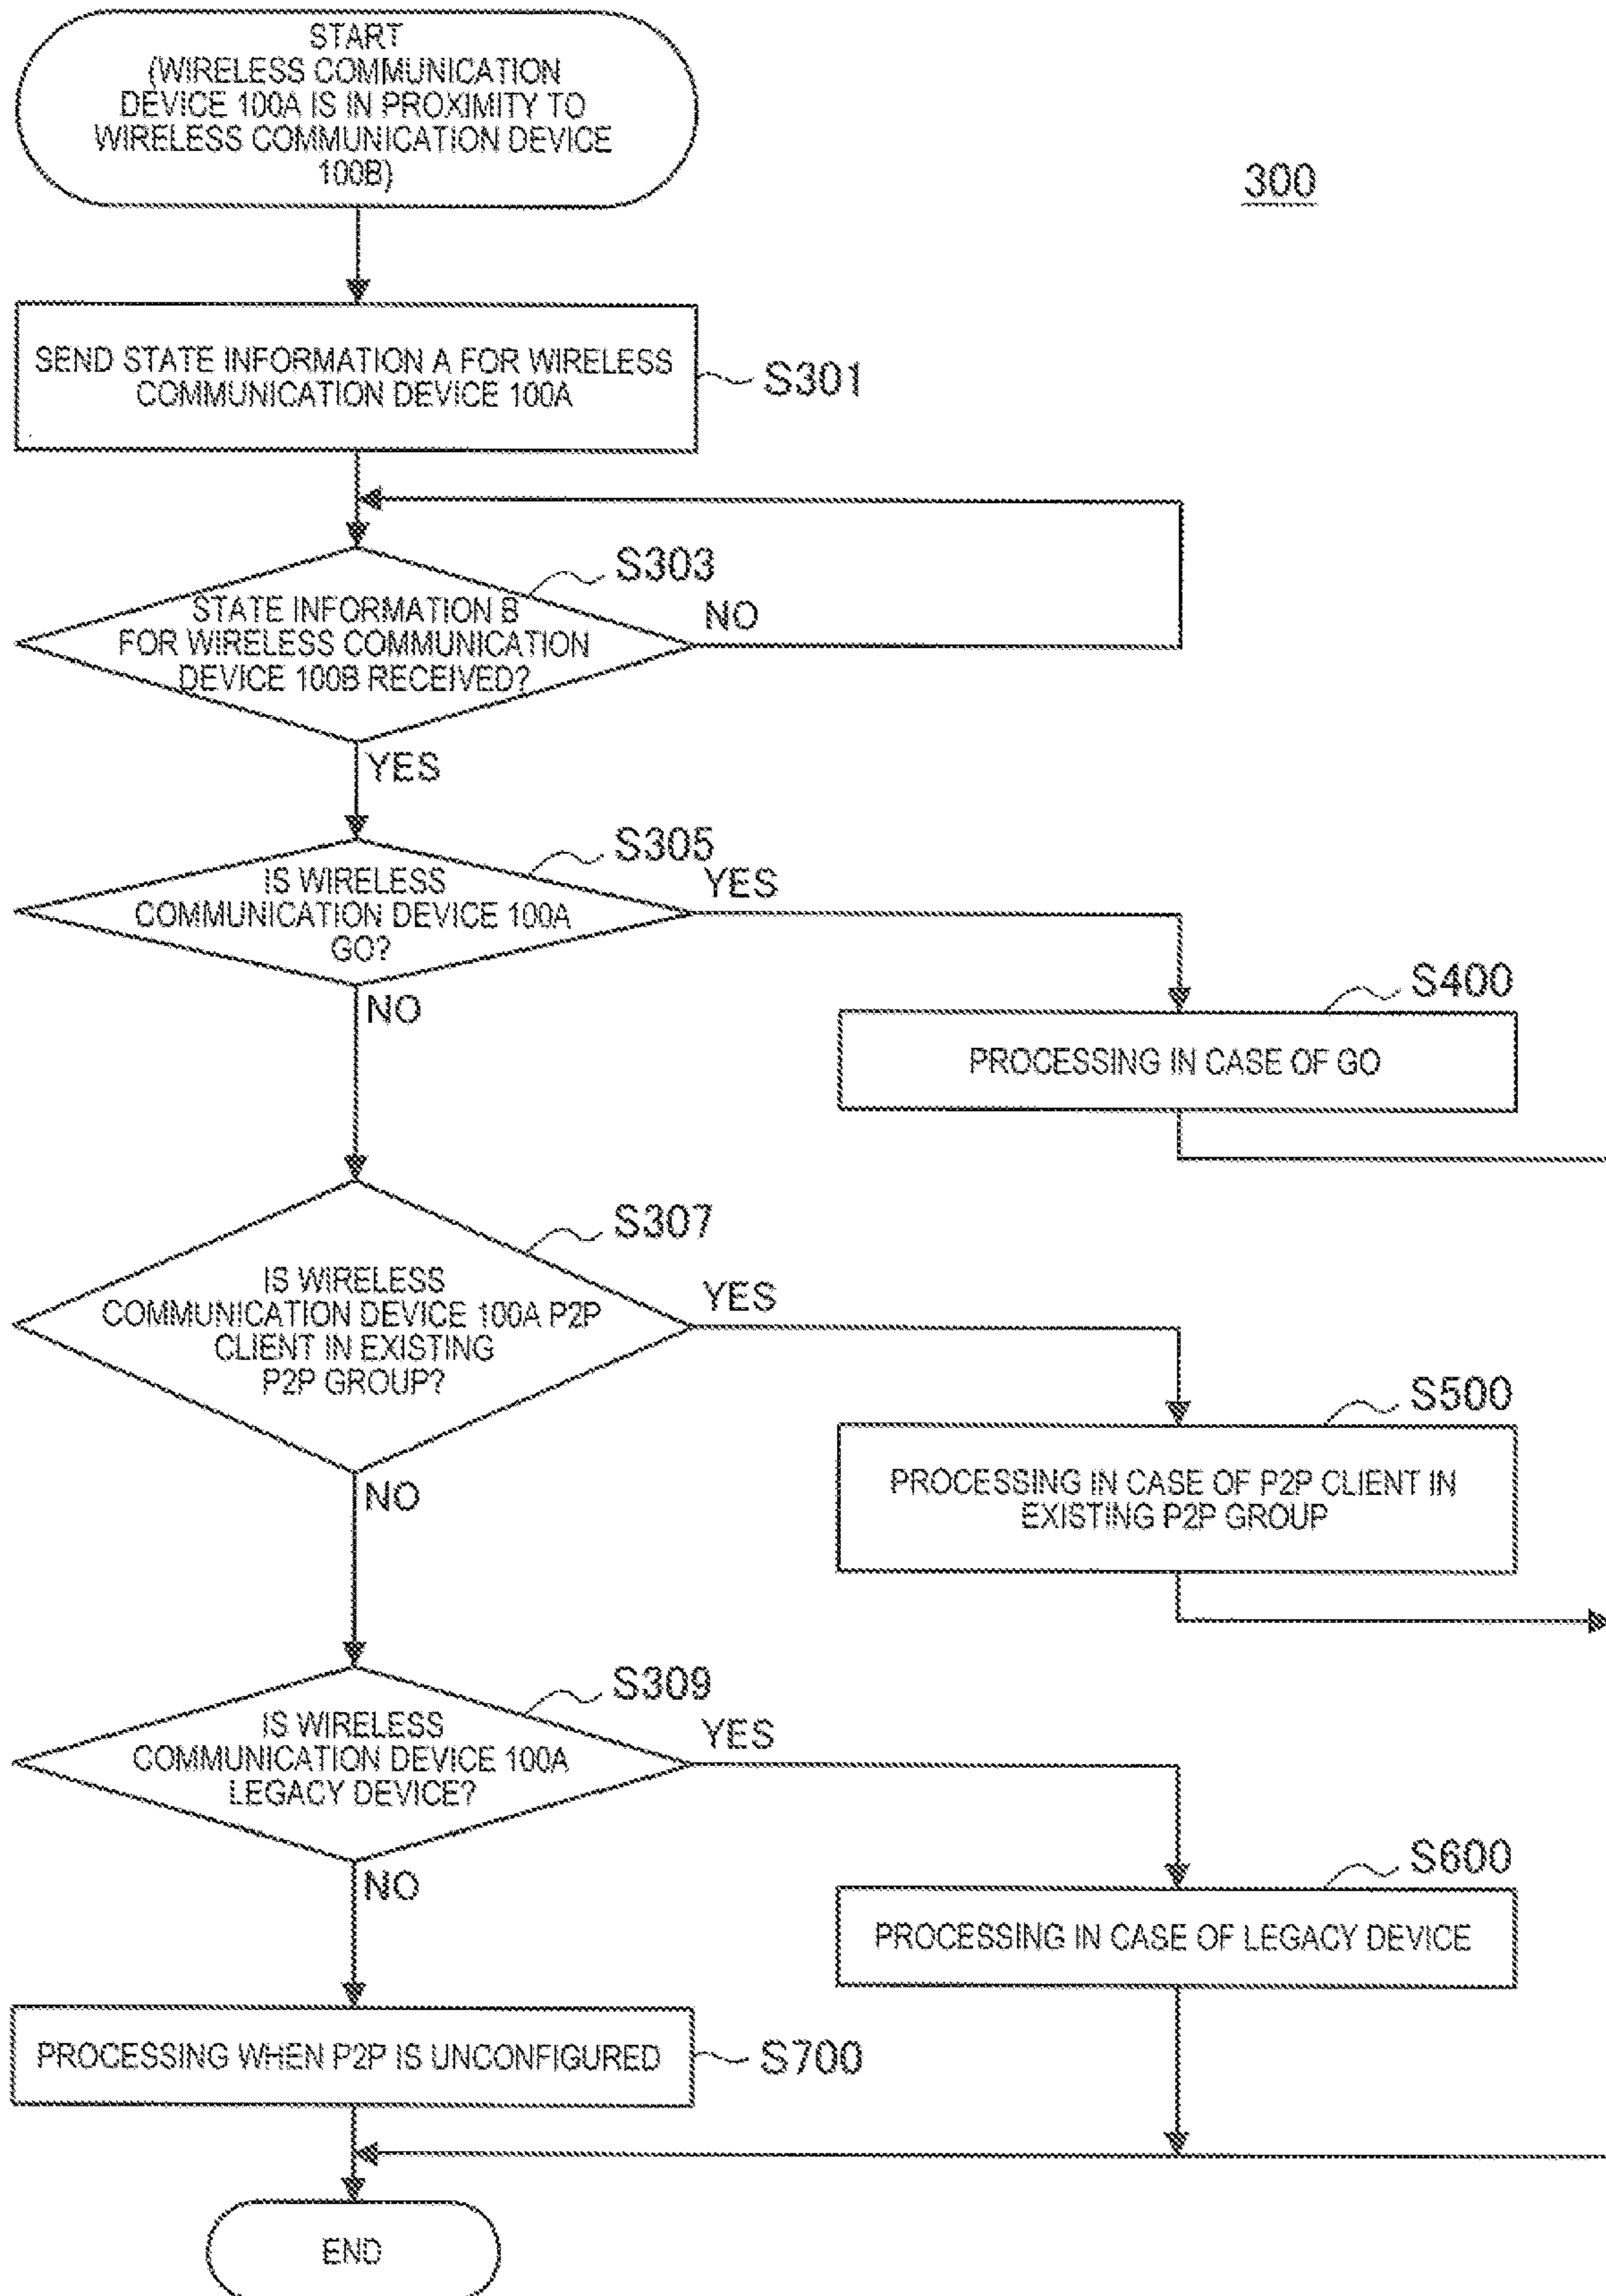 START
(WIRELESS COMMUNICATION
DEVICE 100A IS IN PROXIMITY TO
WIRELESS COMMUNICATION DEVICE
100B)
300
SEND STATE INFORMATION A FOR WIRELESS
COMMUNICATION DEVICE 100A
S301
S303
STATE INFORMATION B
FOR WIRELESS COMMUNICATION
DEVICE 100B RECEIVED?
NO
YES
S305
IS WIRELESS
COMMUNICATION DEVICE 100A
GO?
YES
NO
S400
PROCESSING IN CASE OF GO
S307
IS WIRELESS
COMMUNICATION DEVICE 100A P2P
CLIENT IN EXISTING
P2P GROUP?
YES
NO
S500
PROCESSING IN CASE OF P2P CLIENT IN
EXISTING P2P GROUP
S309
IS WIRELESS
COMMUNICATION DEVICE 100A
LEGACY DEVICE?
YES
NO
S600
PROCESSING IN CASE OF LEGACY DEVICE
PROCESSING WHEN P2P IS UNCONFIGURED
S700
END